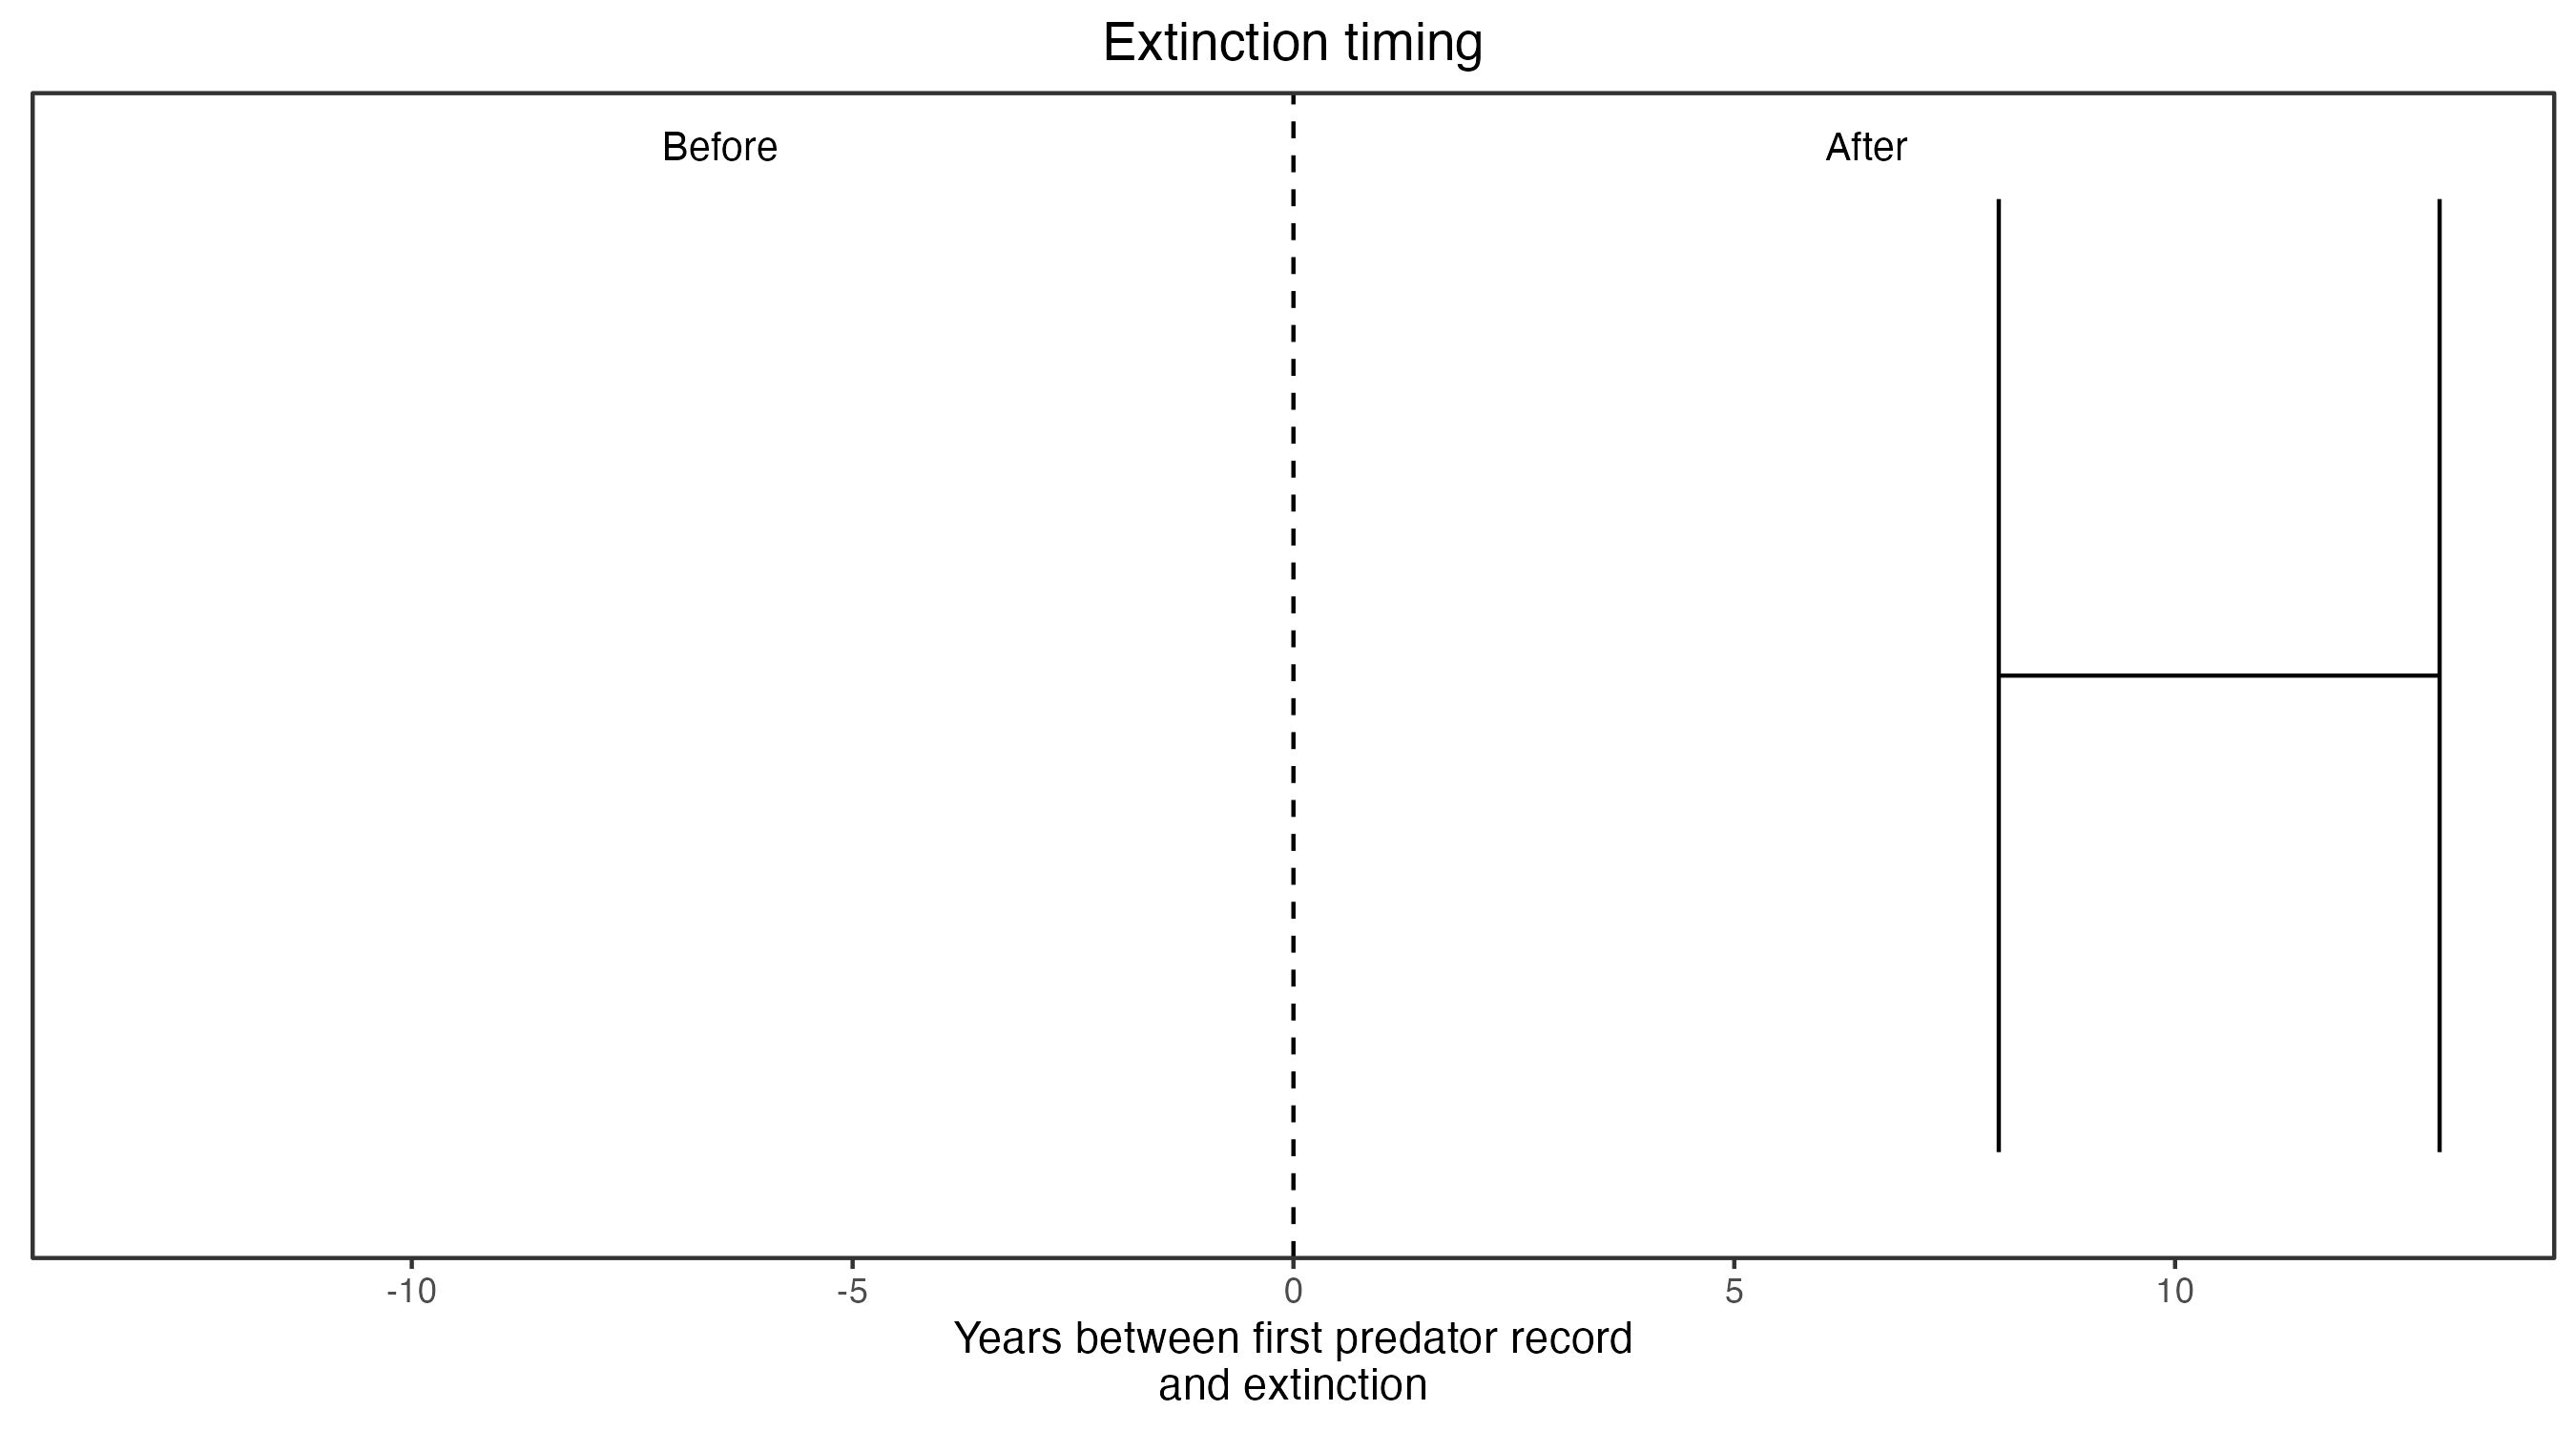 Extinction timing
Before
After
-10
-5
0
5
10
Years between first predator record
and extinction